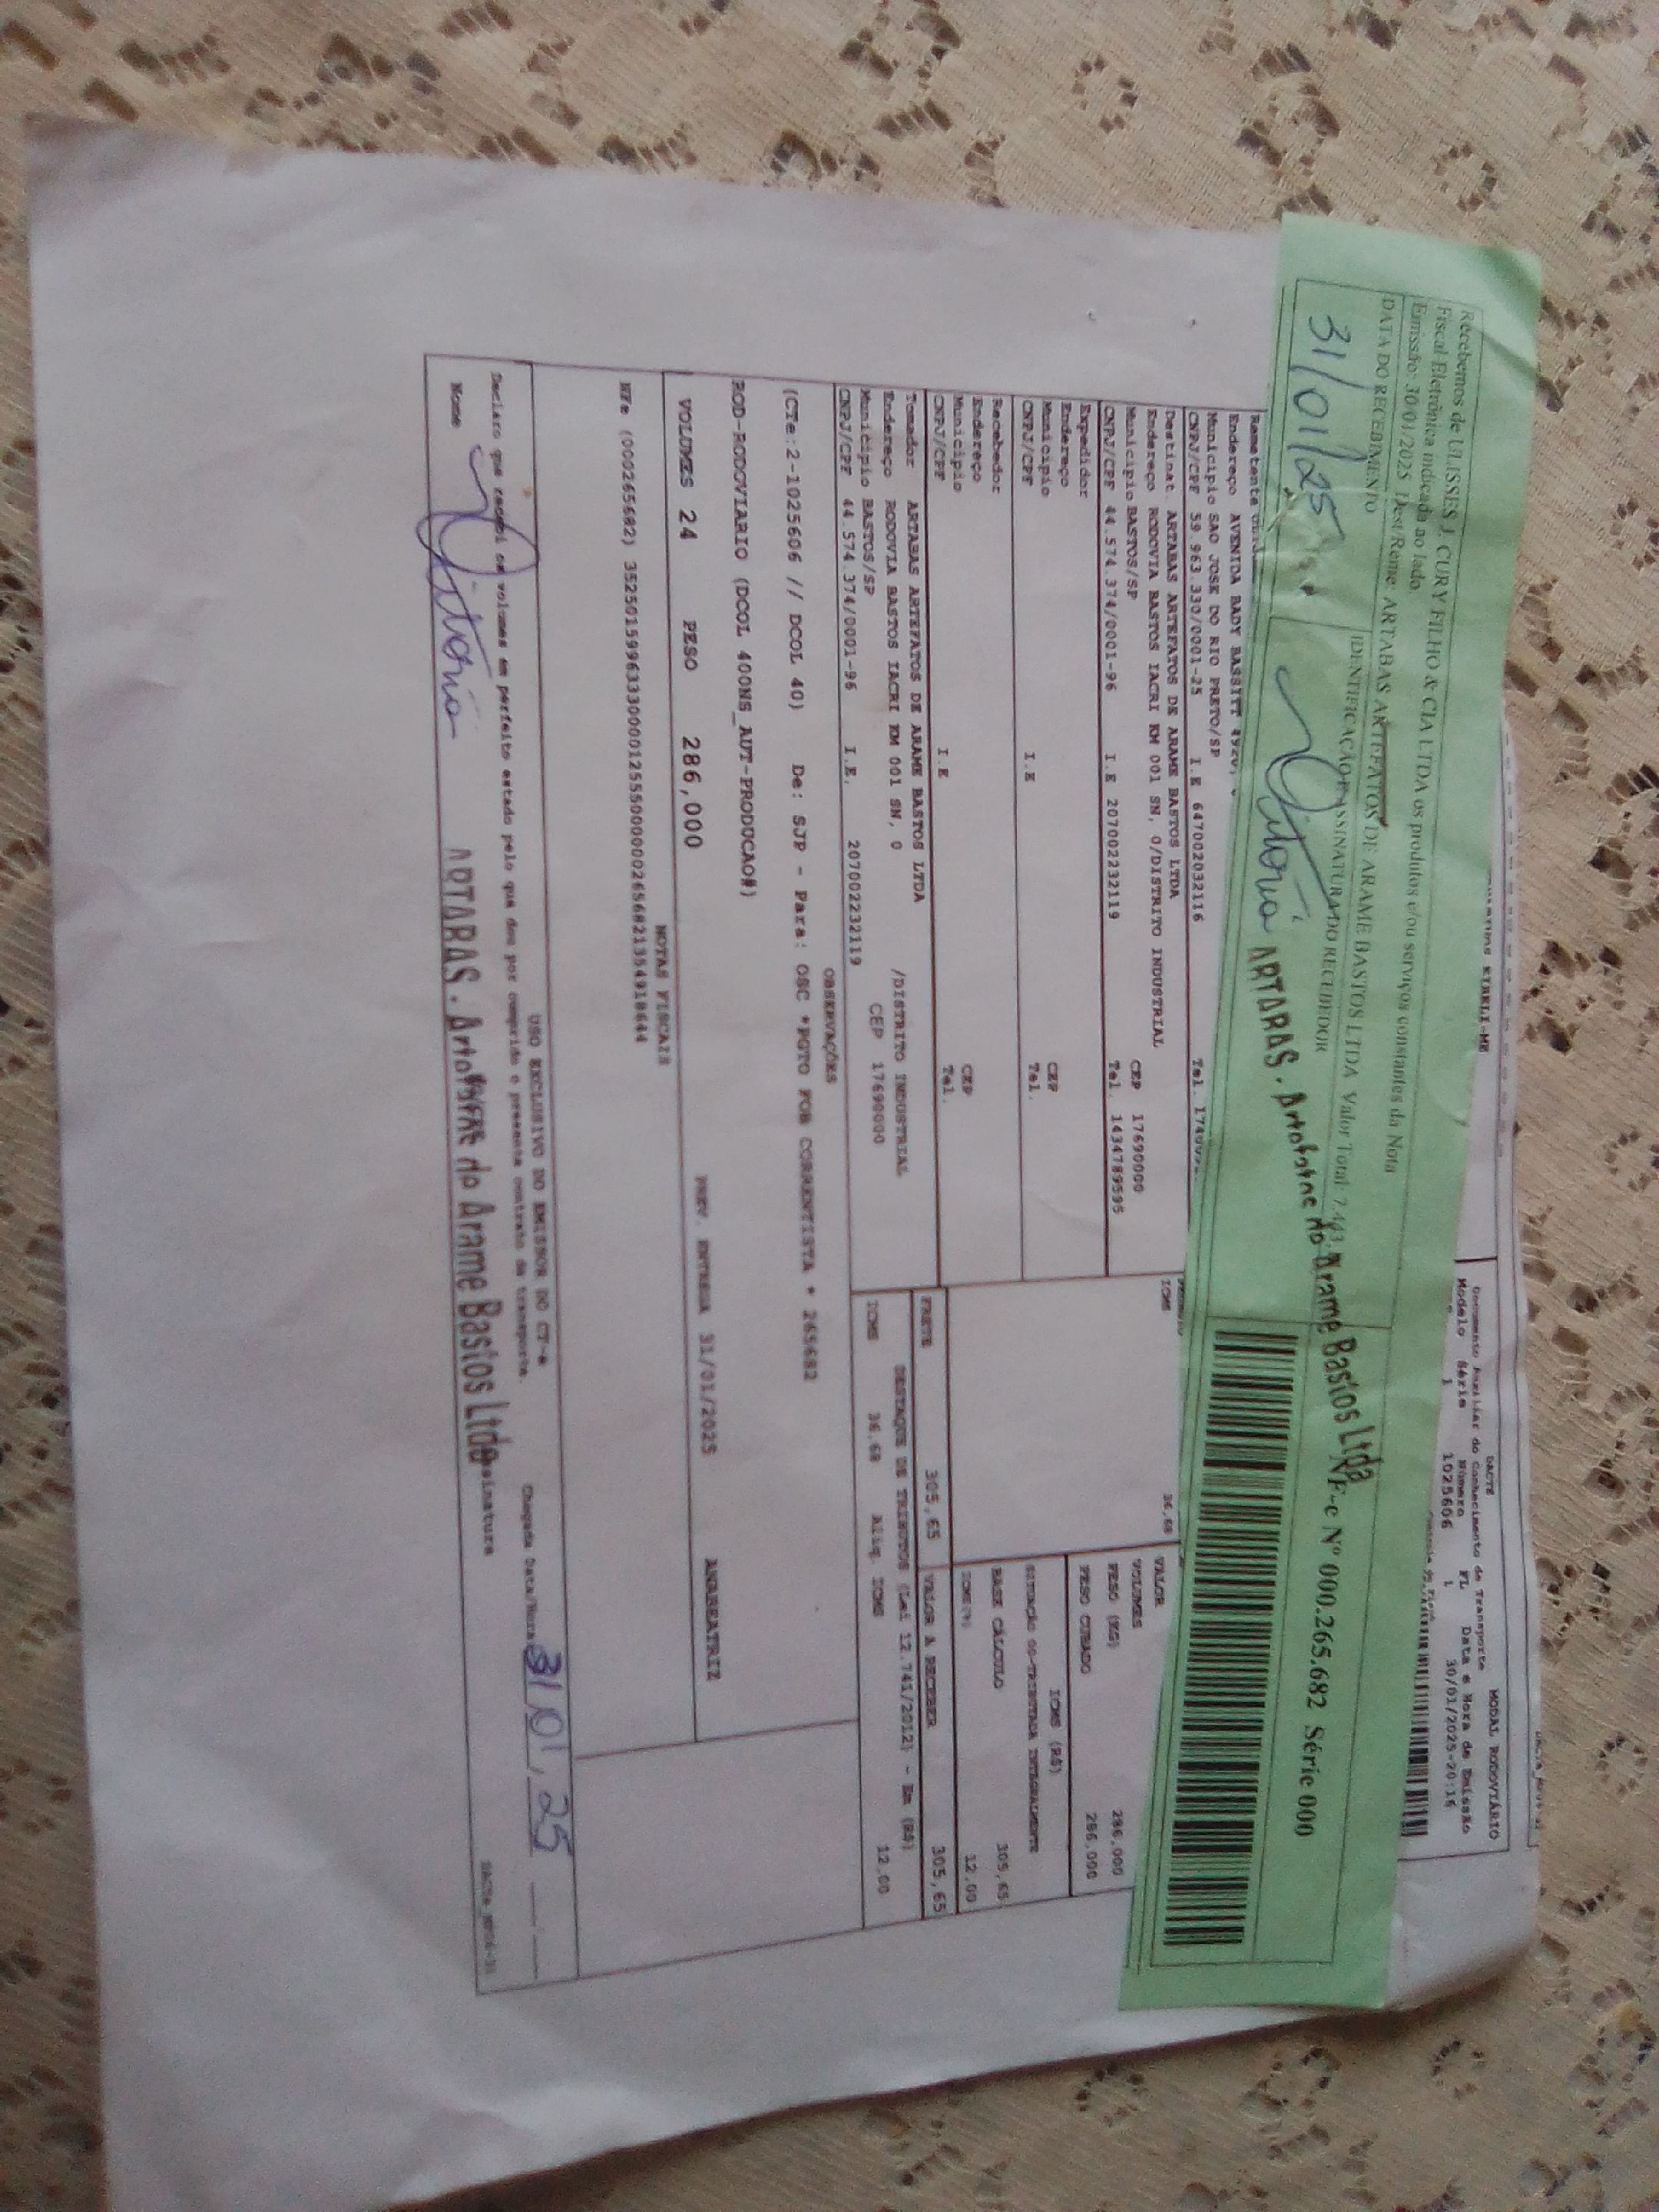 DACTE
MODAL RODOVIÁRIO
Documento Auxiliar do Conhecimento de Transporte
Modelo Série Número FL Data e Hora de Emissão
1 1025606 1 30/01/2025-20:16
Recebemos de ULISSES J. CURY FILHO & CIA LTDA os produtos e/ou serviços constantes da Nota
Fiscal Eletrônica indicada ao lado.
Emissão: 30/01/2025 Dest/Reme: ARTABAS ARTEFATOS DE ARAME BASTOS LTDA Valor Total:
DATA DO RECEBIMENTO
IDENTIFICAÇÃO E ASSINATURA DO RECEBEDOR
31/01/25
Vitória
Arame Bastos Ltda
NF-e Nº 000.265.682 Série 000
Remetente
Endereço AVENIDA BADY BASSITT
Município SAO JOSE DO RIO PRETO/SP
CNPJ/CPF 59.963.330/0001-25 I.E 647002032116 Tel.
Destinat. ARTABAS ARTEFATOS DE ARAME BASTOS LTDA
Endereço RODOVIA BASTOS IACRI KM 001 SN, 0/DISTRITO INDUSTRIAL
Município BASTOS/SP CEP 17690000
CNPJ/CPF 44.574.374/0001-96 I.E 207002232119 Tel. 1434789595
Expedidor
Endereço
Município CEP
CNPJ/CPF I.E Tel.
Recebedor
Endereço
Município CEP
CNPJ/CPF I.E Tel.
ICMS 36,68
VALOR
VOLUMES
PESO (KG) 286,000
PESO CUBADO 286,000
ICMS (R$)
SITUAÇÃO 00-TRIBUTADA INTEGRALMENTE
BASE CÁLCULO 305,65
ICMS(%) 12,00
Tomador ARTABAS ARTEFATOS DE ARAME BASTOS LTDA
Endereço RODOVIA BASTOS IACRI KM 001 SN, 0 /DISTRITO INDUSTRIAL
Município BASTOS/SP CEP 17690000
CNPJ/CPF 44.574.374/0001-96 I.E. 207002232119
FRETE 305,65 VALOR A RECEBER 305,65
DESTAQUE DE TRIBUTOS (Lei 12.741/2012) - Em (R$)
ICMS 36,68 Aliq. ICMS 12,00
OBSERVAÇÕES
(CTe:2-1025606 // DCOL 40) De: SJP - Para: OSC *PGTO FOB CORRENTISTA * 265682
ROD-RODOVIARIO (DCOL 400NS_AUT-PRODUCAO#)
VOLUMES 24 PESO 286,000 PREV. ENTREGA 31/01/2025 ANABEATRIZ
NOTAS FISCAIS
NFe (000265682)
USO EXCLUSIVO DO EMISSOR DO CT-e
Declaro que recebi os volumes em perfeito estado pelo que dou por cumprido o presente contrato de transporte.
Chegada Data/Hora 31/01/25
Nome Vitória
Arame Bastos Ltda